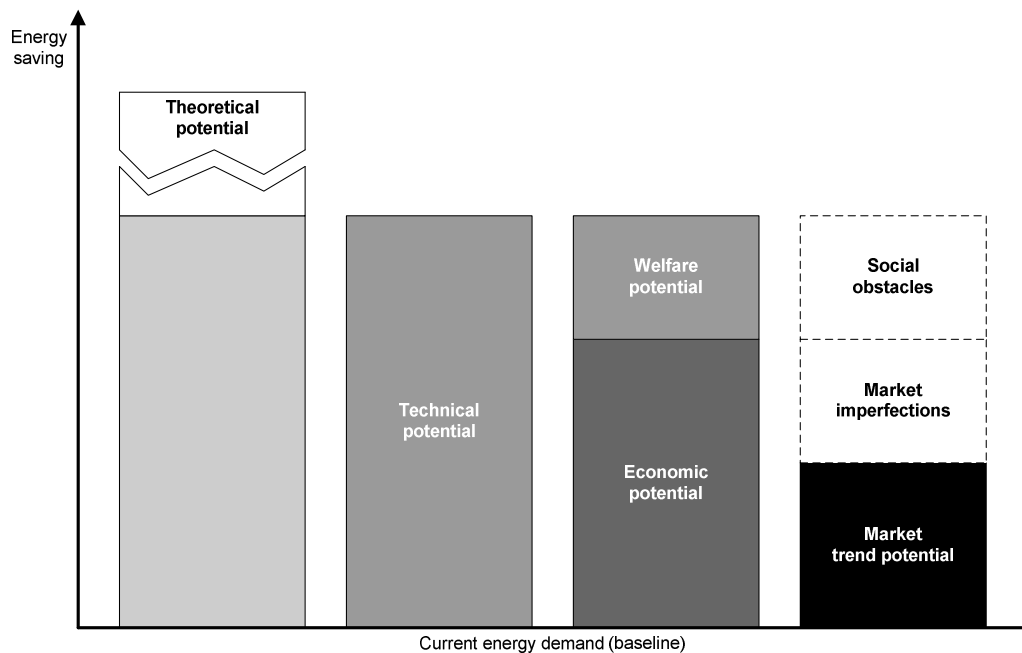 Energy
saving
Theoretical
potential
Technical
potential
Welfare
potential
Economic
potential
Social
obstacles
Market
imperfections
Market
trend potential
Current energy demand (baseline)